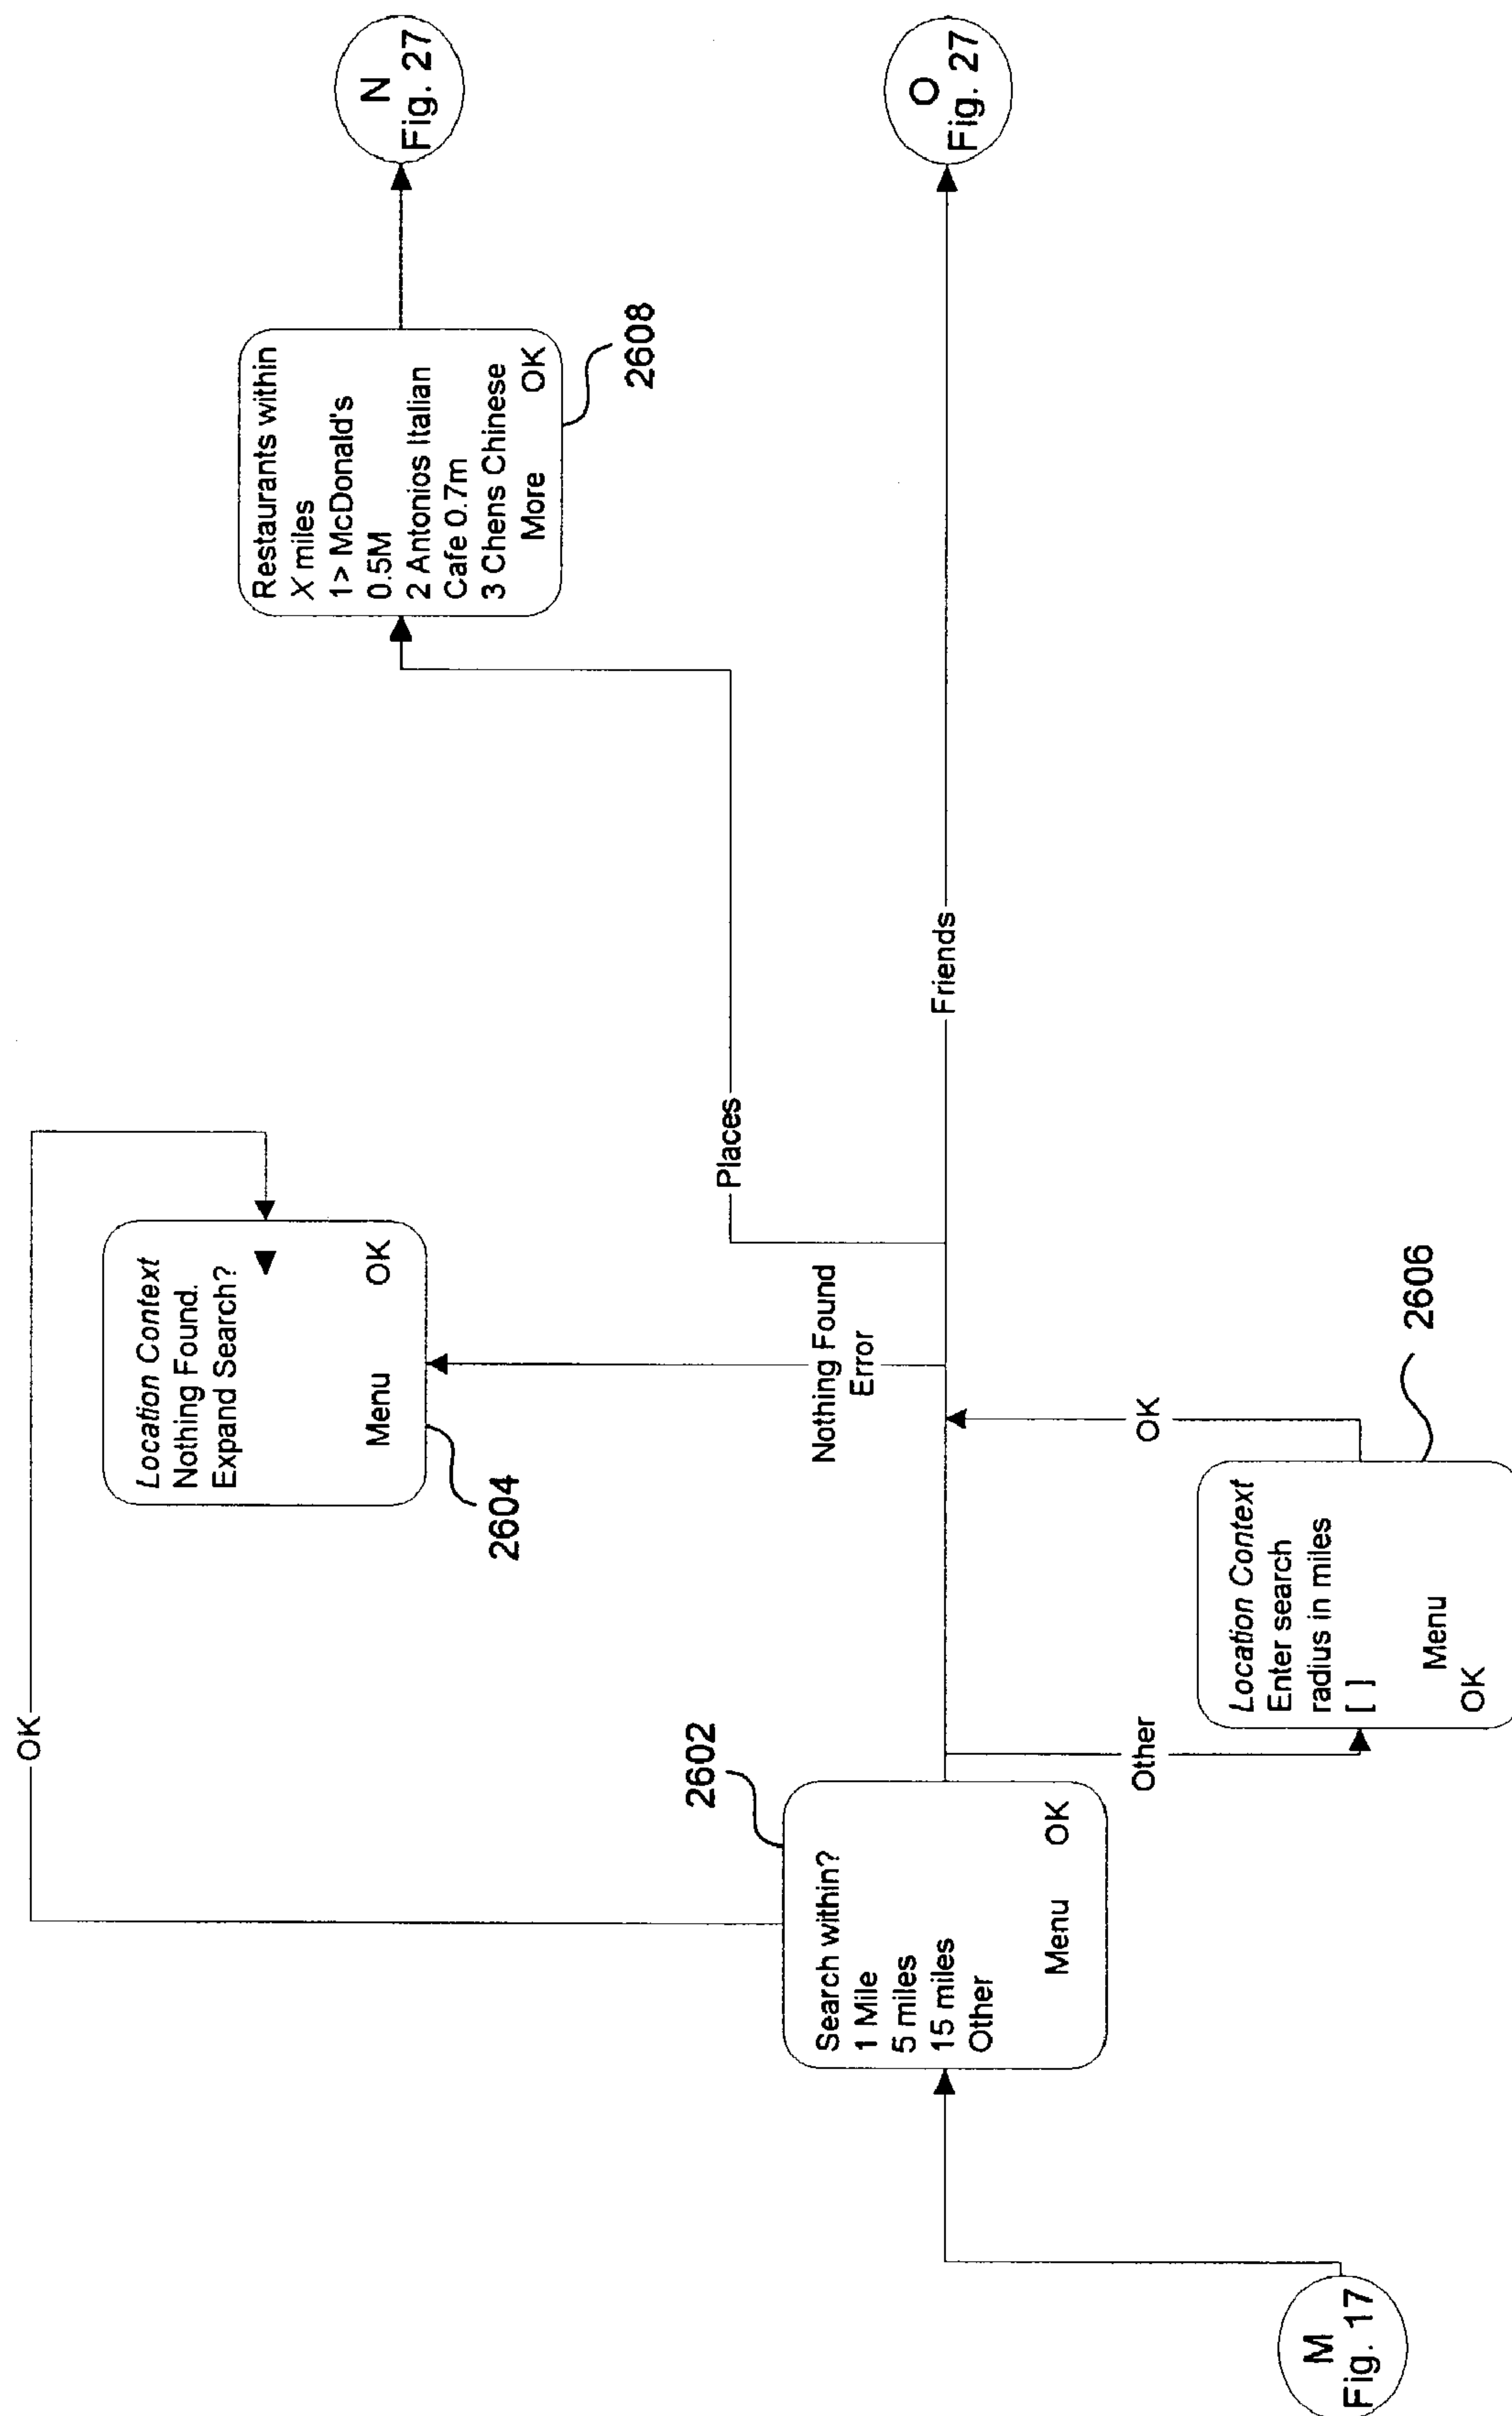 OK
Location Context
Nothing Found.
Expand Search?
Menu OK
2604
Restaurants within
X miles
1> McDonald's
0.5M
2 Antonios Italian
Cafe 0.7m
3 Chens Chinese
More OK
2608
N
Fig. 27
2602
Search within?
1 Mile
5 miles
15 miles
Other
Menu OK
Nothing Found
Error
Places
Friends
O
Fig. 27
Other
OK
Location Context
Enter search
radius in miles
[ ]
Menu
OK
2606
M
Fig. 17